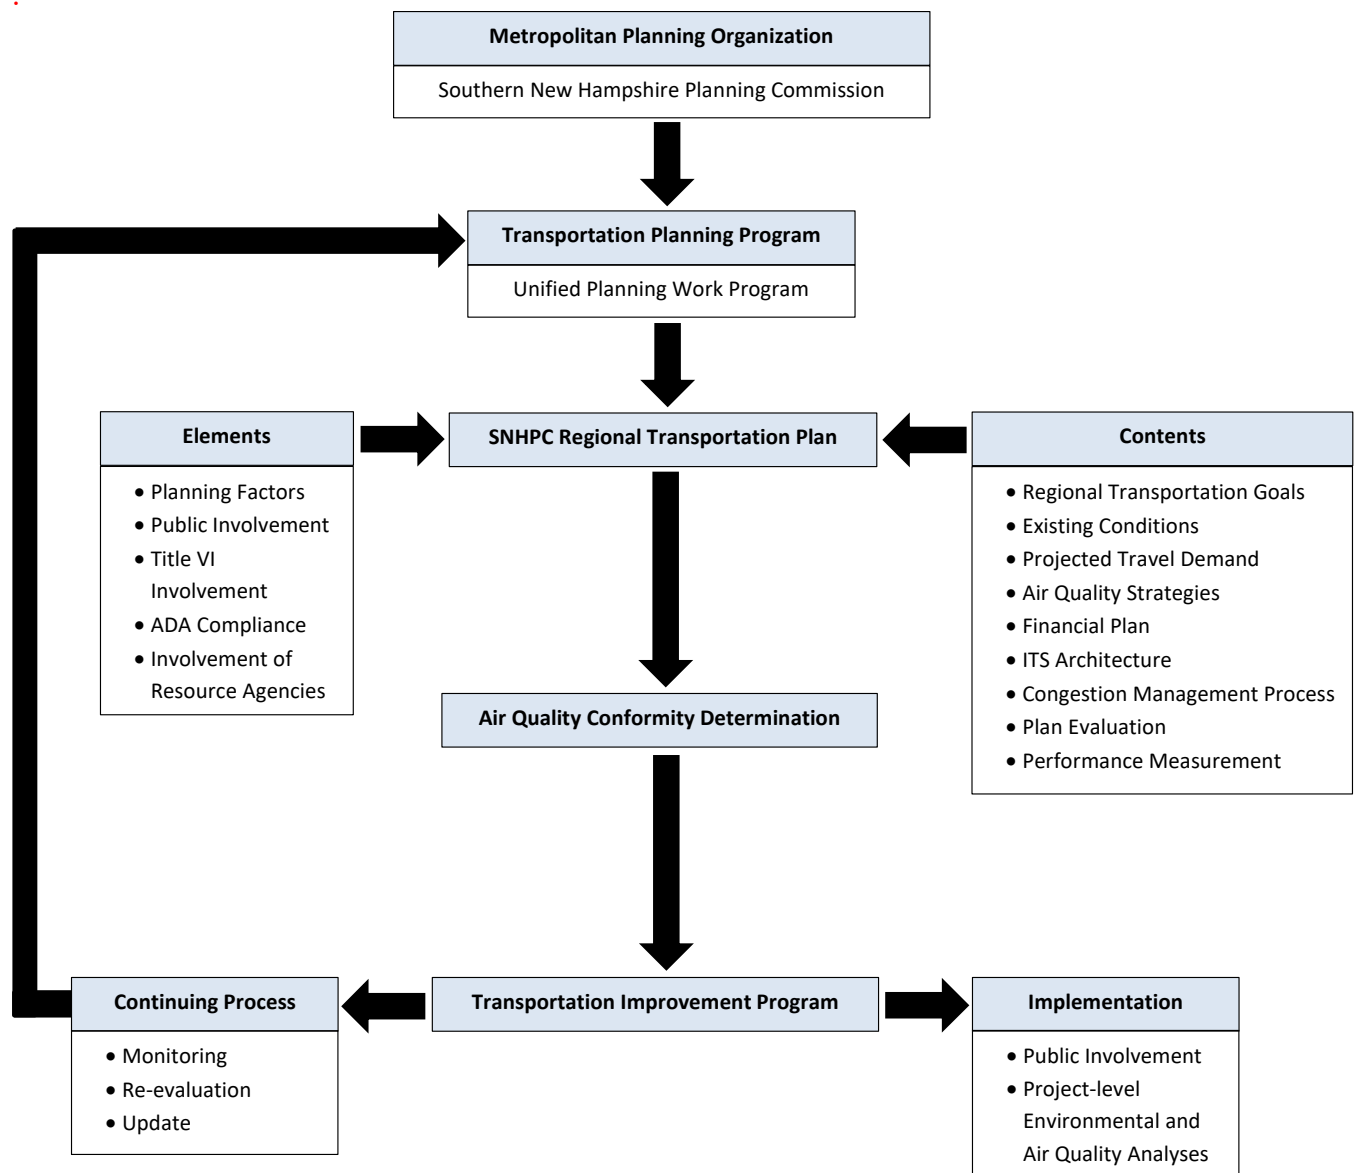 Metropolitan Planning Organization
Southern New Hampshire Planning Commission
Transportation Planning Program
Unified Planning Work Program
Elements
• Planning Factors
• Public Involvement
• Title VI
Involvement
• ADA Compliance
• Involvement of
Resource Agencies
SNHPC Regional Transportation Plan
Contents
• Regional Transportation Goals
• Existing Conditions
• Projected Travel Demand
• Air Quality Strategies
• Financial Plan
• ITS Architecture
• Congestion Management Process
• Plan Evaluation
• Performance Measurement
Air Quality Conformity Determination
Continuing Process
• Monitoring
• Re-evaluation
• Update
Transportation Improvement Program
Implementation
• Public Involvement
• Project-level
Environmental and
Air Quality Analyses